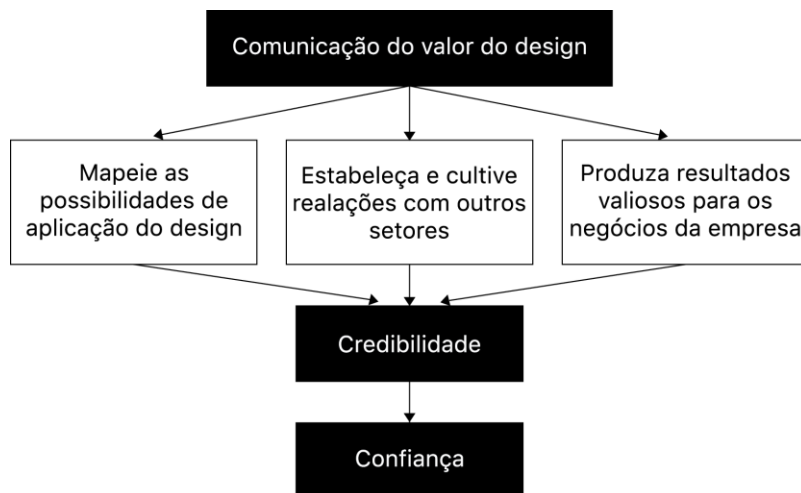 Comunicação do valor do design
Mapeie as
possibilidades de
aplicação do design
Estabeleça e cultive
realações com outros
setores
Produza resultados
valiosos para os
negócios da empresa
Credibilidade
Confiança